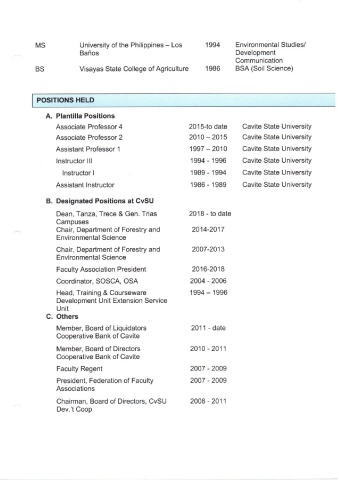 MS University of the Philippines – Los 1994 Environmental Studies/
Baños Development
Communication
BS Visayas State College of Agriculture 1986 BSA (Soil Science)
POSITIONS HELD
A. Plantilla Positions
Associate Professor 4 2015-to date Cavite State University
Associate Professor 2 2010 – 2015 Cavite State University
Assistant Professor 1 1997 – 2010 Cavite State University
Instructor III 1994 - 1996 Cavite State University
Instructor I 1989 - 1994 Cavite State University
Assistant Instructor 1986 - 1989 Cavite State University
B. Designated Positions at CvSU
Dean, Tanza, Trece & Gen. Trias 2018 - to date
Campuses
Chair, Department of Forestry and 2014-2017
Environmental Science
Chair, Department of Forestry and 2007-2013
Environmental Science
Faculty Association President 2016-2018
Coordinator, SOSCA, OSA 2004 - 2006
Head, Training & Courseware 1994 – 1996
Development Unit Extension Service
Unit
C. Others
Member, Board of Liquidators 2011 - date
Cooperative Bank of Cavite
Member, Board of Directors 2010 - 2011
Cooperative Bank of Cavite
Faculty Regent 2007 - 2009
President, Federation of Faculty 2007 - 2009
Associations
Chairman, Board of Directors, CvSU 2008 - 2011
Dev.'t Coop